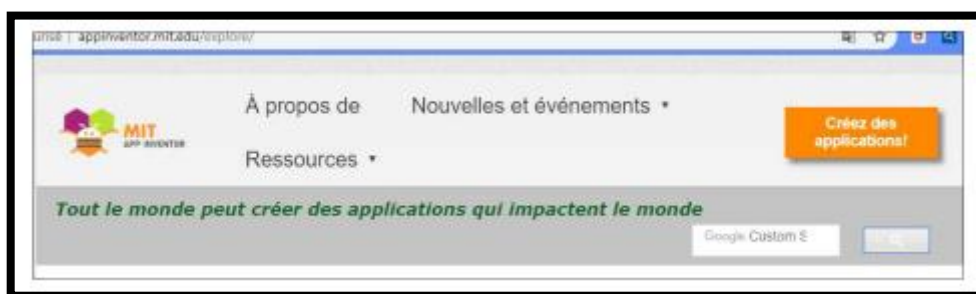 appinventor.mit.edu/explore/
À propos de Nouvelles et événements
Ressources
MIT
APP INVENTOR
Créez des
applications!
Tout le monde peut créer des applications qui impactent le monde
Google Custom S